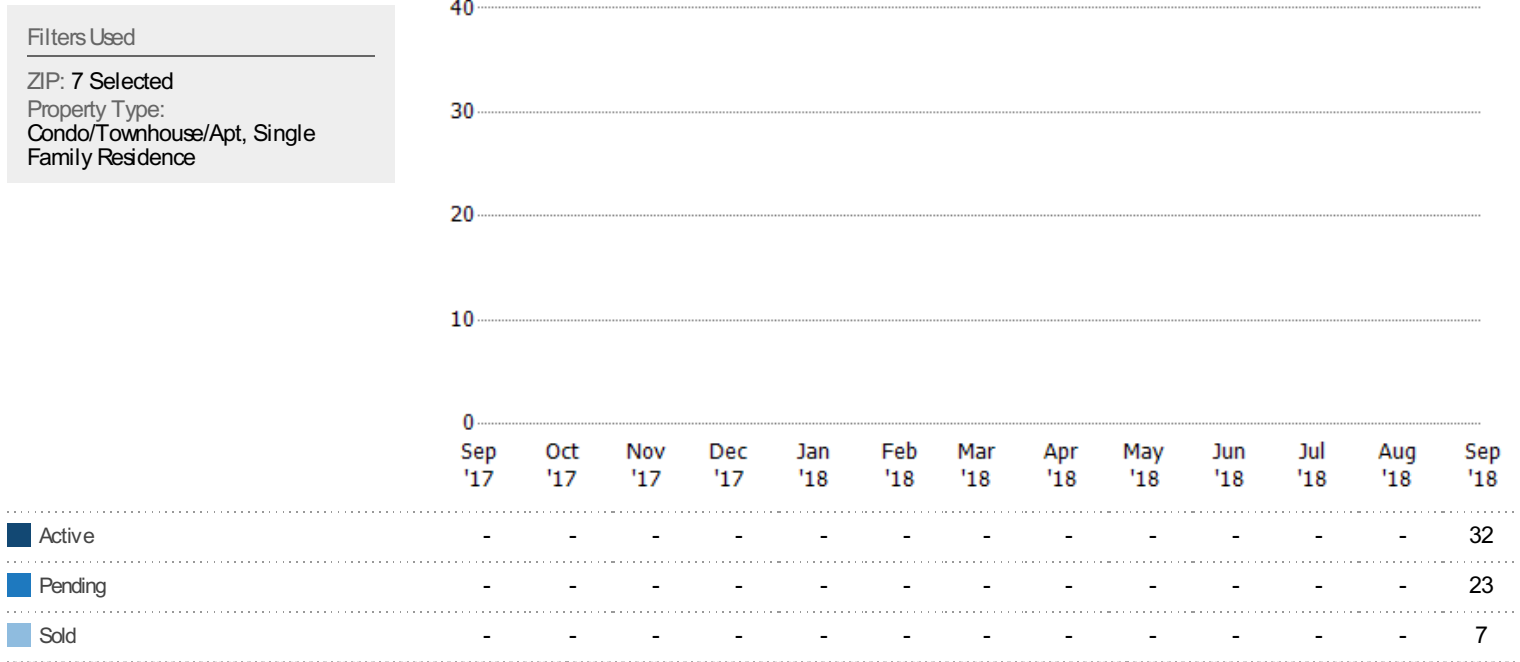 Filters Used
ZIP: 7 Selected
Property Type:
Condo/Townhouse/Apt, Single
Family Residence
40
30
20
10
0
Sep Oct Nov Dec Jan Feb Mar Apr May Jun Jul Aug Sep
'17 '17 '17 '17 '18 '18 '18 '18 '18 '18 '18 '18 '18
Active - - - - - - - - - - - - 32
Pending - - - - - - - - - - - - 23
Sold - - - - - - - - - - - - 7